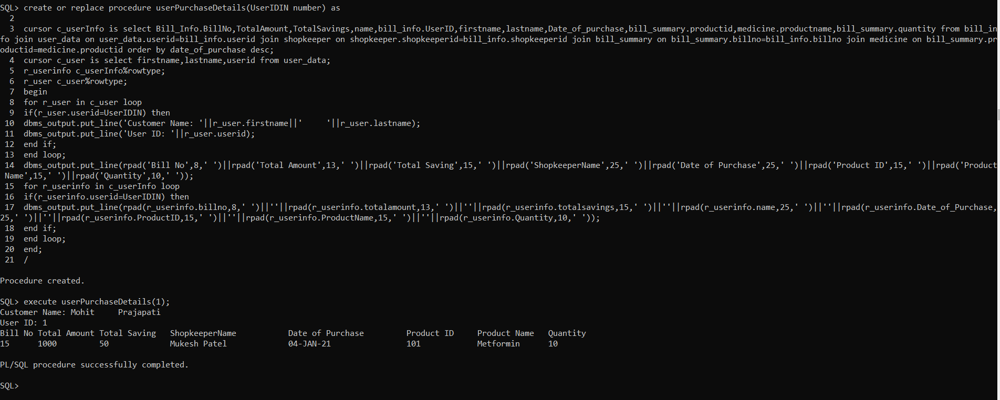 SQL> create or replace procedure userPurchaseDetails(UserIDIN number) as
  2
  3  cursor c_userInfo is select Bill_Info.BillNo,TotalAmount,TotalSavings,name,bill_info.UserID,firstname,lastname,Date_of_purchase,bill_summary.productid,medicine.productname,bill_summary.quantity from bill_in
fo join user_data on user_data.userid=bill_info.userid join shopkeeper on shopkeeper.shopkeeperid=bill_info.shopkeeperid join bill_summary on bill_summary.billno=bill_info.billno join medicine on bill_summary.pr
oductid=medicine.productid order by date_of_purchase desc;
  4  cursor c_user is select firstname,lastname,userid from user_data;
  5  r_userinfo c_userInfo%rowtype;
  6  r_user c_user%rowtype;
  7  begin
  8  for r_user in c_user loop
  9  if(r_user.userid=UserIDIN) then
 10  dbms_output.put_line('Customer Name: '||r_user.firstname||'     '||r_user.lastname);
 11  dbms_output.put_line('User ID: '||r_user.userid);
 12  end if;
 13  end loop;
 14  dbms_output.put_line(rpad('Bill No',8,' ')||rpad('Total Amount',13,' ')||rpad('Total Saving',15,' ')||rpad('ShopkeeperName',25,' ')||rpad('Date of Purchase',25,' ')||rpad('Product ID',15,' ')||rpad('Product
 Name',15,' ')||rpad('Quantity',10,' '));
 15  for r_userinfo in c_userInfo loop
 16  if(r_userinfo.userid=UserIDIN) then
 17  dbms_output.put_line(rpad(r_userinfo.billno,8,' ')||''||rpad(r_userinfo.totalamount,13,' ')||''||rpad(r_userinfo.totalsavings,15,' ')||''||rpad(r_userinfo.name,25,' ')||''||rpad(r_userinfo.Date_of_Purchase,
25,' ')||''||rpad(r_userinfo.ProductID,15,' ')||''||rpad(r_userinfo.ProductName,15,' ')||''||rpad(r_userinfo.Quantity,10,' '));
 18  end if;
 19  end loop;
 20  end;
 21  /
Procedure created.
SQL> execute userPurchaseDetails(1);
Customer Name: Mohit     Prajapati
User ID: 1
Bill No Total Amount Total Saving   ShopkeeperName           Date of Purchase         Product ID     Product Name   Quantity
15      1000         50             Mukesh Patel             04-JAN-21                101            Metformin      10
PL/SQL procedure successfully completed.
SQL>